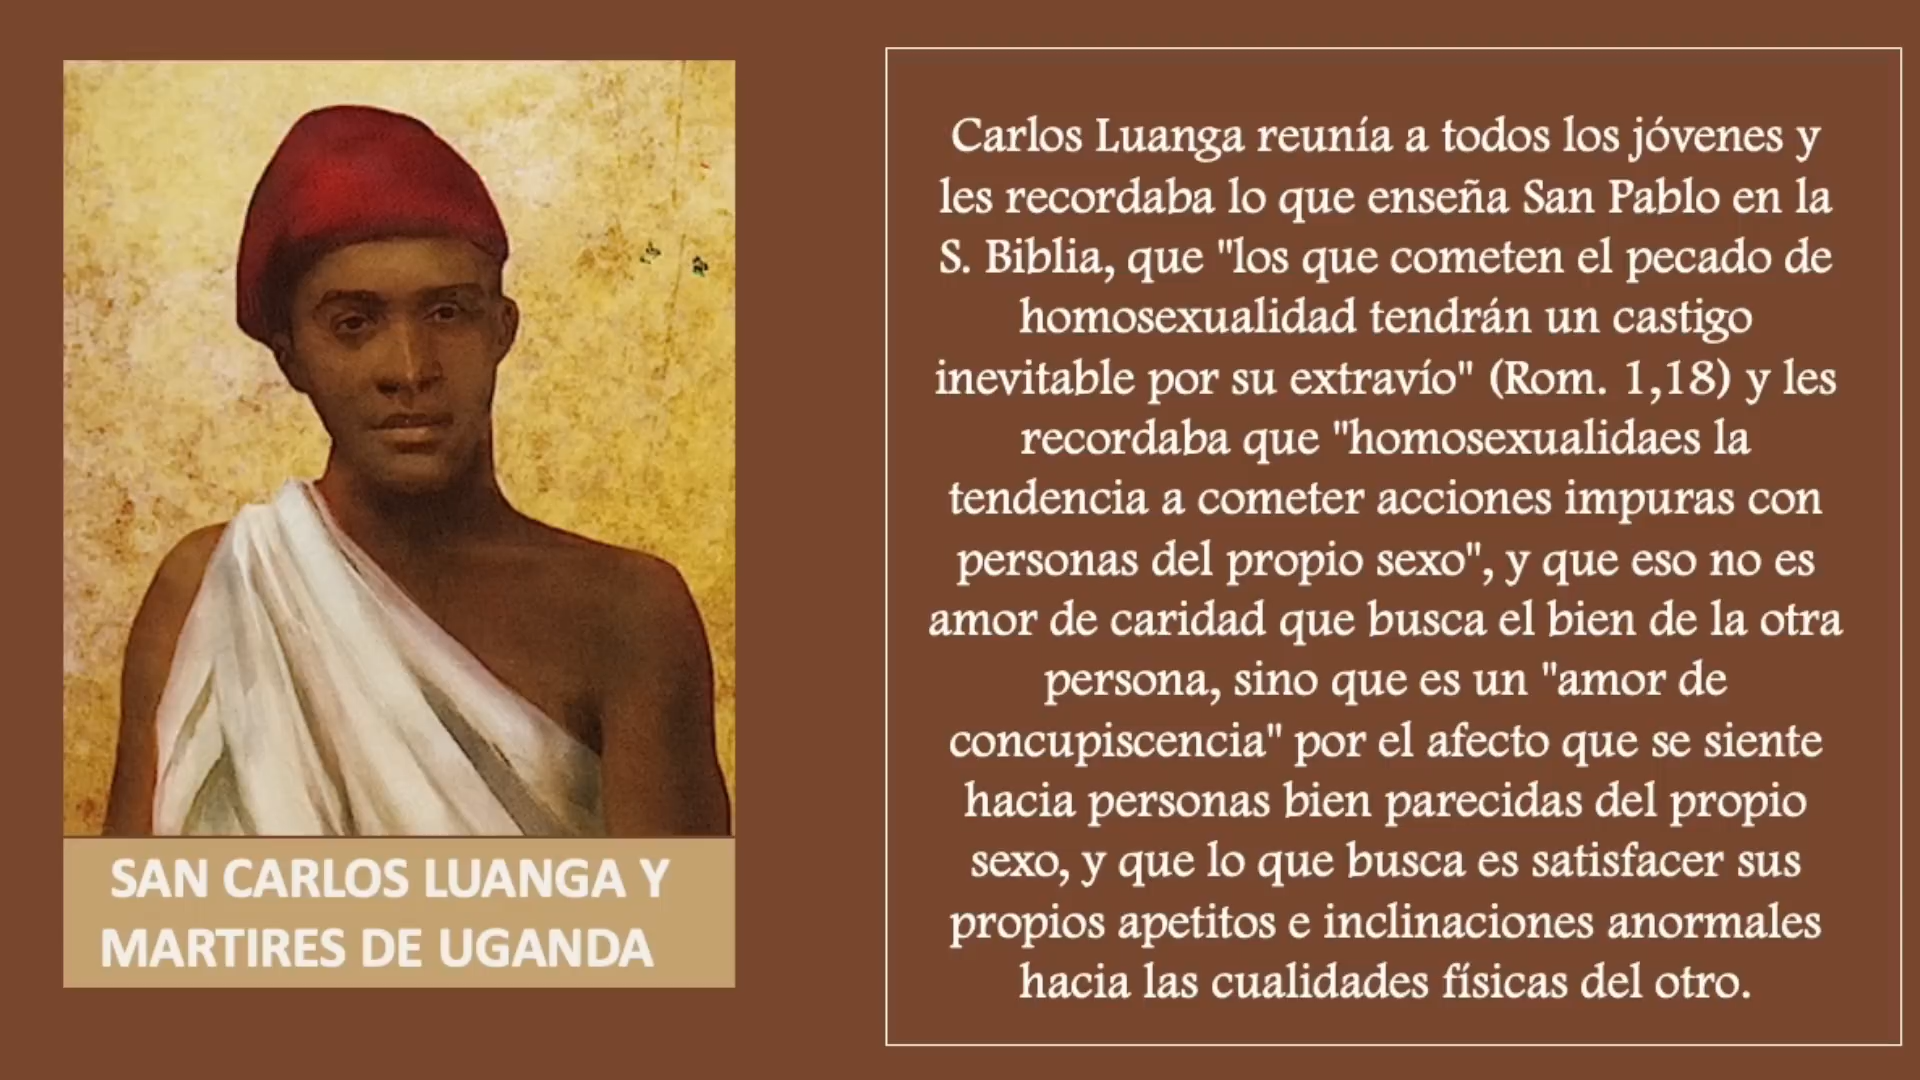 SAN CARLOS LUANGA Y
MARTIRES DE UGANDA
Carlos Luanga reunía a todos los jóvenes y
les recordaba lo que enseña San Pablo en la
S. Biblia, que "los que cometen el pecado de
homosexualidad tendrán un castigo
inevitable por su extravío" (Rom. 1,18) y les
recordaba que "homosexualidaes la
tendencia a cometer acciones impuras con
personas del propio sexo", y que eso no es
amor de caridad que busca el bien de la otra
persona, sino que es un "amor de
concupiscencia" por el afecto que se siente
hacia personas bien parecidas del propio
sexo, y que lo que busca es satisfacer sus
propios apetitos e inclinaciones anormales
hacia las cualidades físicas del otro.